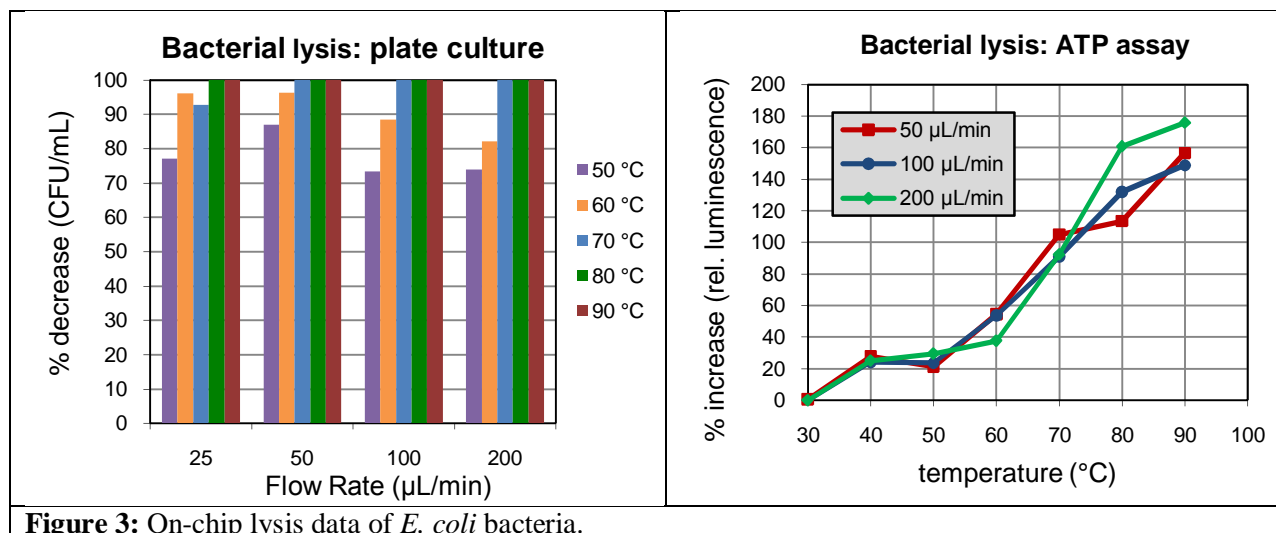 Bacterial lysis: plate culture
% decrease (CFU/mL)
100
90
80
70
60
50
40
30
20
10
0
25 50 100 200
Flow Rate (µL/min)
50 °C
60 °C
70 °C
80 °C
90 °C
Bacterial lysis: ATP assay
% increase (rel. luminescence)
200
180
160
140
120
100
80
60
40
20
0
50 µL/min
100 µL/min
200 µL/min
30 40 50 60 70 80 90 100
temperature (°C)
Figure 3: On-chip lysis data of E. coli bacteria.